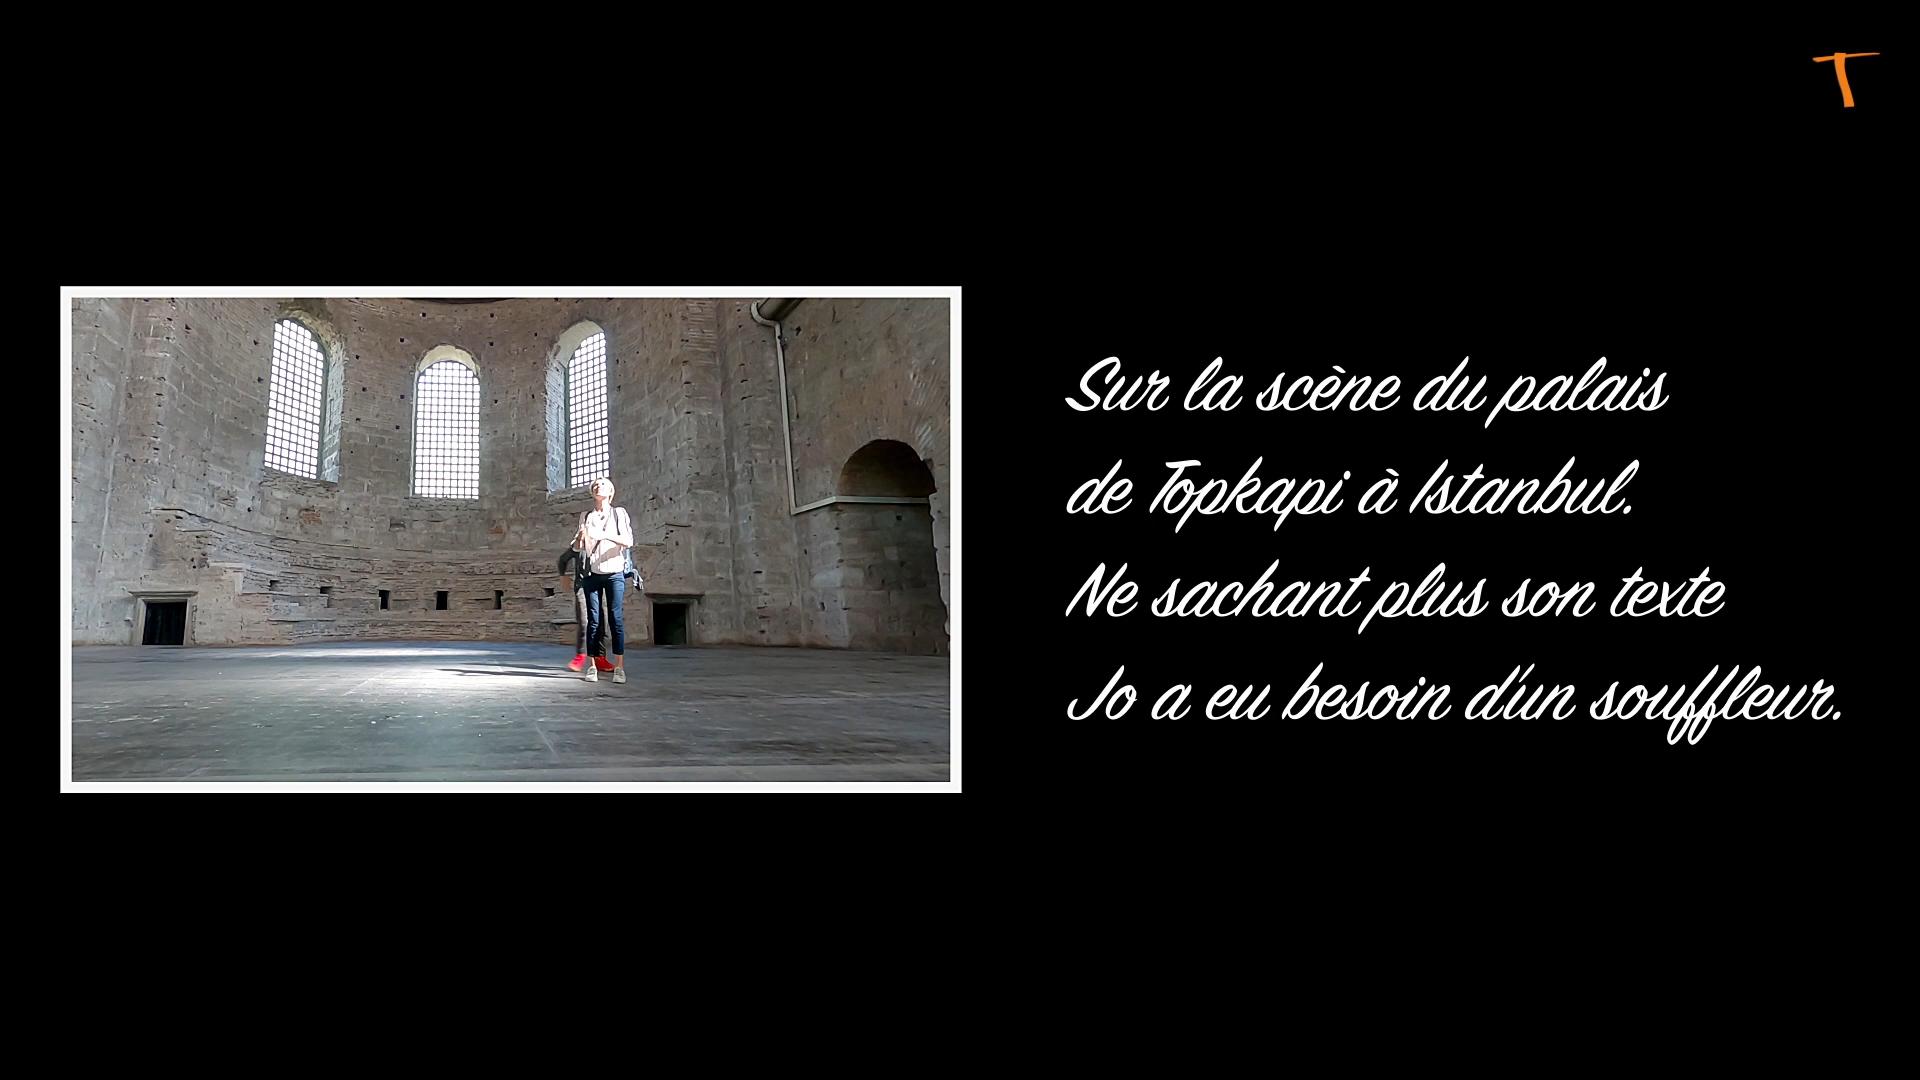 T
Sur la scène du palais
de Topkapi à Istanbul.
Ne sachant plus son texte
Jo a eu besoin d'un souffleur.